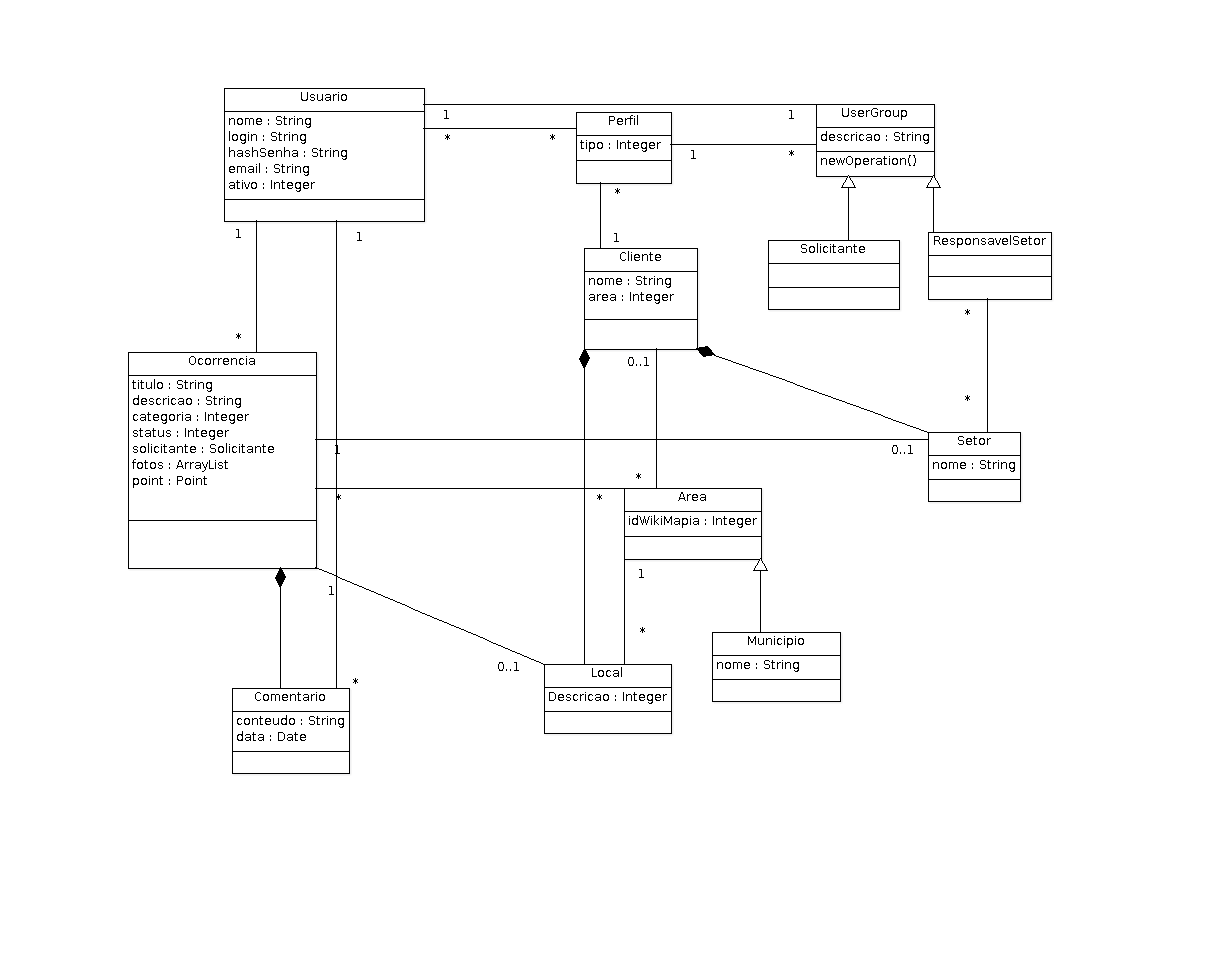 Usuario
nome : String
login : String
hashSenha : String
email : String
ativo : Integer
1
1
*
*
Perfil
tipo : Integer
1
*
UserGroup
descricao : String
newOperation()
1
1
*
1
Solicitante
ResponsavelSetor
Cliente
nome : String
area : Integer
*
*
*
0..1
Ocorrencia
titulo : String
descricao : String
categoria : Integer
status : Integer
solicitante : Solicitante
fotos : ArrayList
point : Point
1
0..1
Setor
nome : String
*
*
*
Area
idWikiMapia : Integer
1
*
1
0..1
Municipio
nome : String
*
Comentario
conteudo : String
data : Date
Local
Descricao : Integer